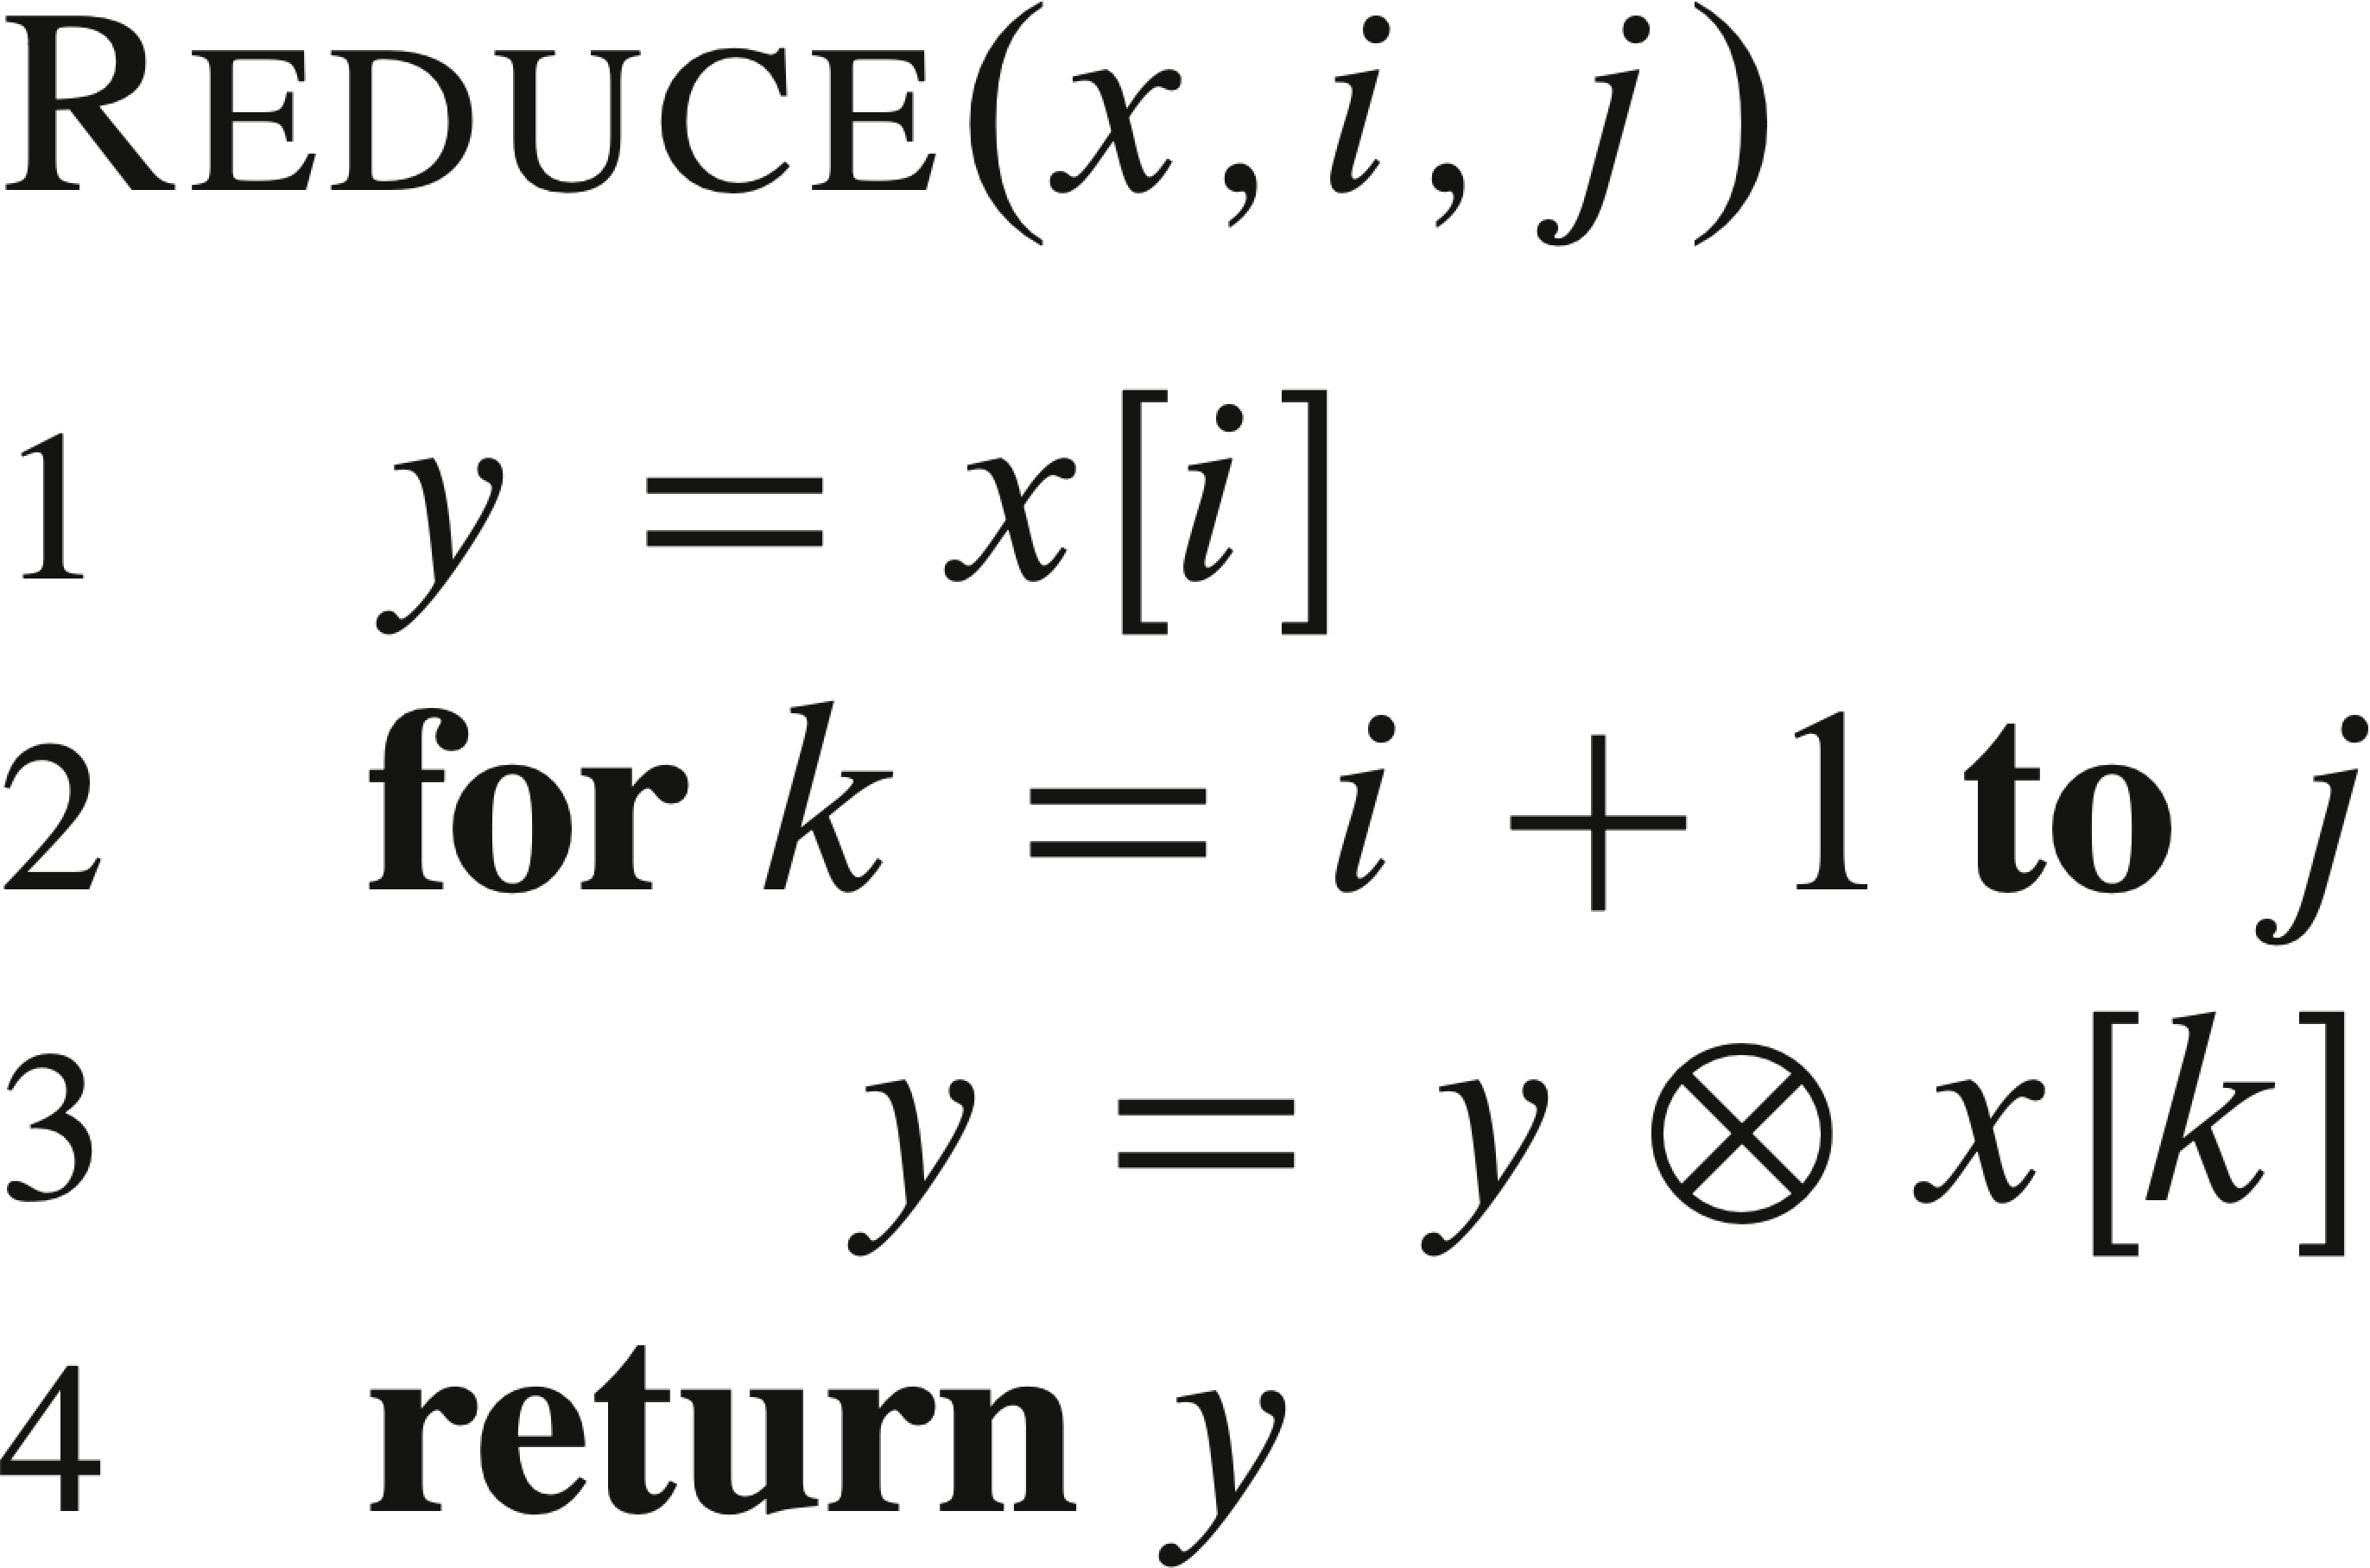 REDUCE(x, i, j)
1 y = x[i]
2 for k = i + 1 to j
3 y = y ⊗ x[k]
4 return y